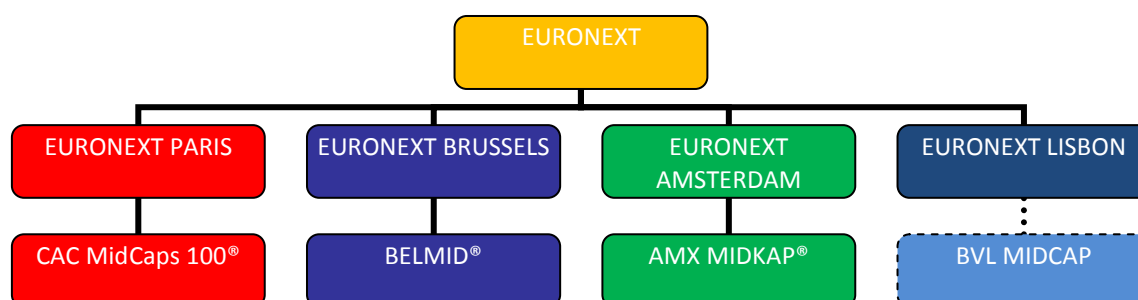 EURONEXT
EURONEXT PARIS
EURONEXT BRUSSELS
EURONEXT
AMSTERDAM
EURONEXT LISBON
CAC MidCaps 100®
BELMID®
AMX MIDKAP®
BVL MIDCAP